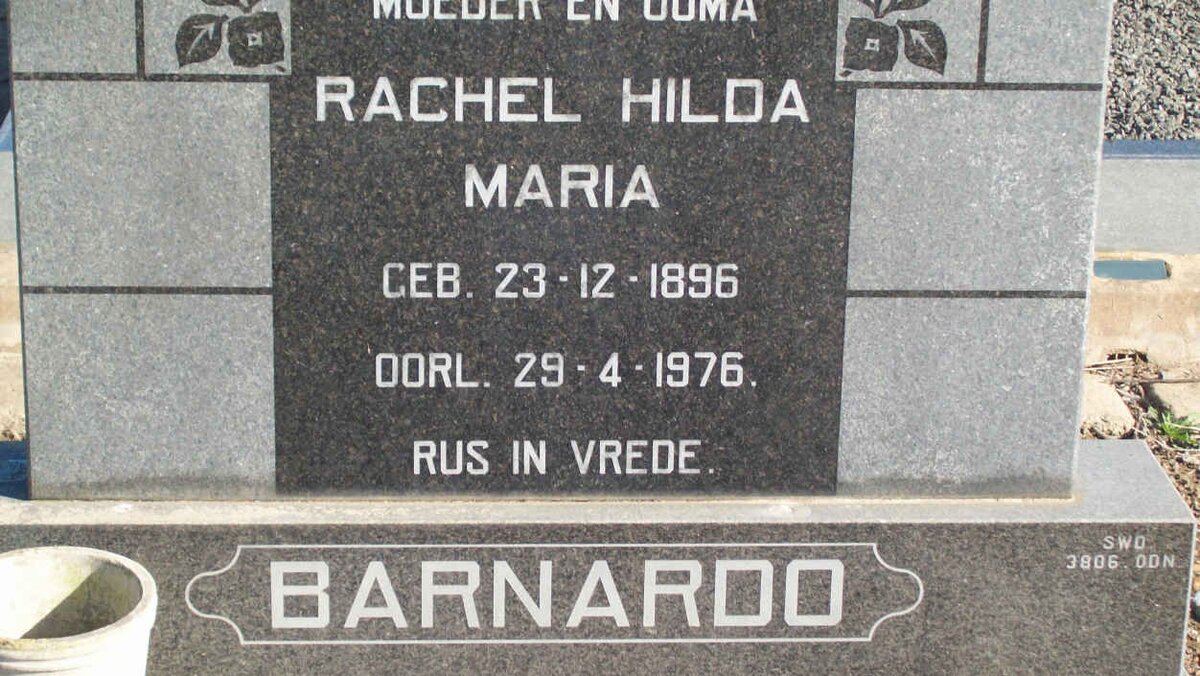 MOEDER EN OUMA
RACHEL HILDA
MARIA
GEB. 23-12-1896
OORL. 29-4-1976.
RUS IN VREDE.
BARNARDO
SWD
3806. ODN